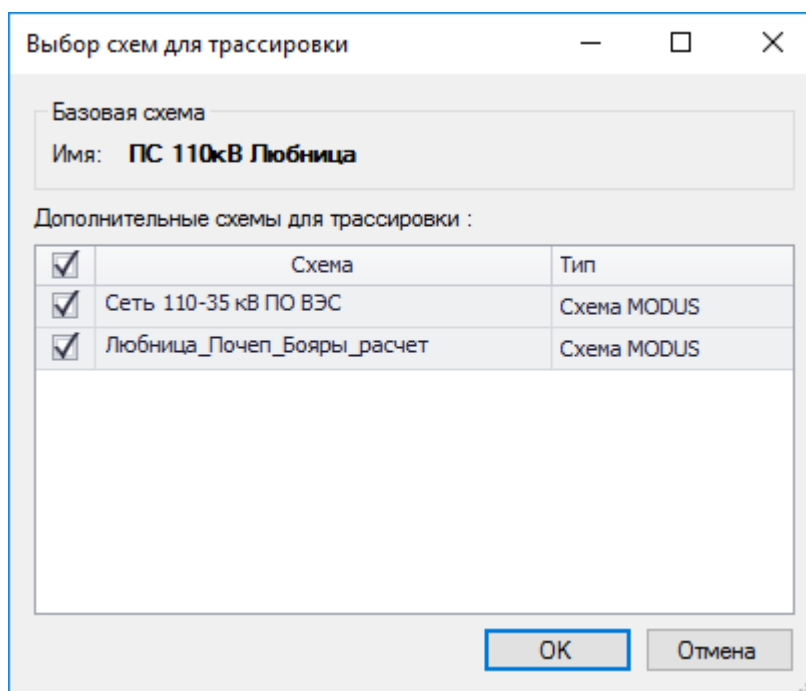 Выбор схем для трассировки
Базовая схема
Имя: ПС 110кВ Любница
Дополнительные схемы для трассировки :
Схема Тип
Сеть 110-35 кВ ПО ВЭС Схема MODUS
Любница_Почеп_Бояры_расчет Схема MODUS
OK Отмена